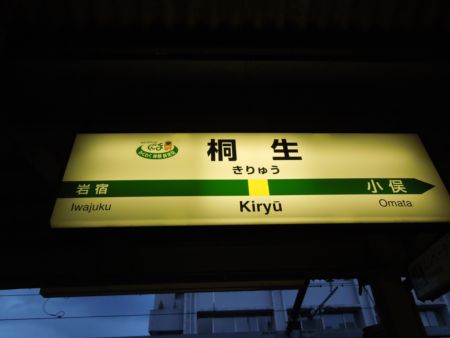 桐生
きりゅう
岩宿
小俣
Iwajuku
Kiryū
Omata